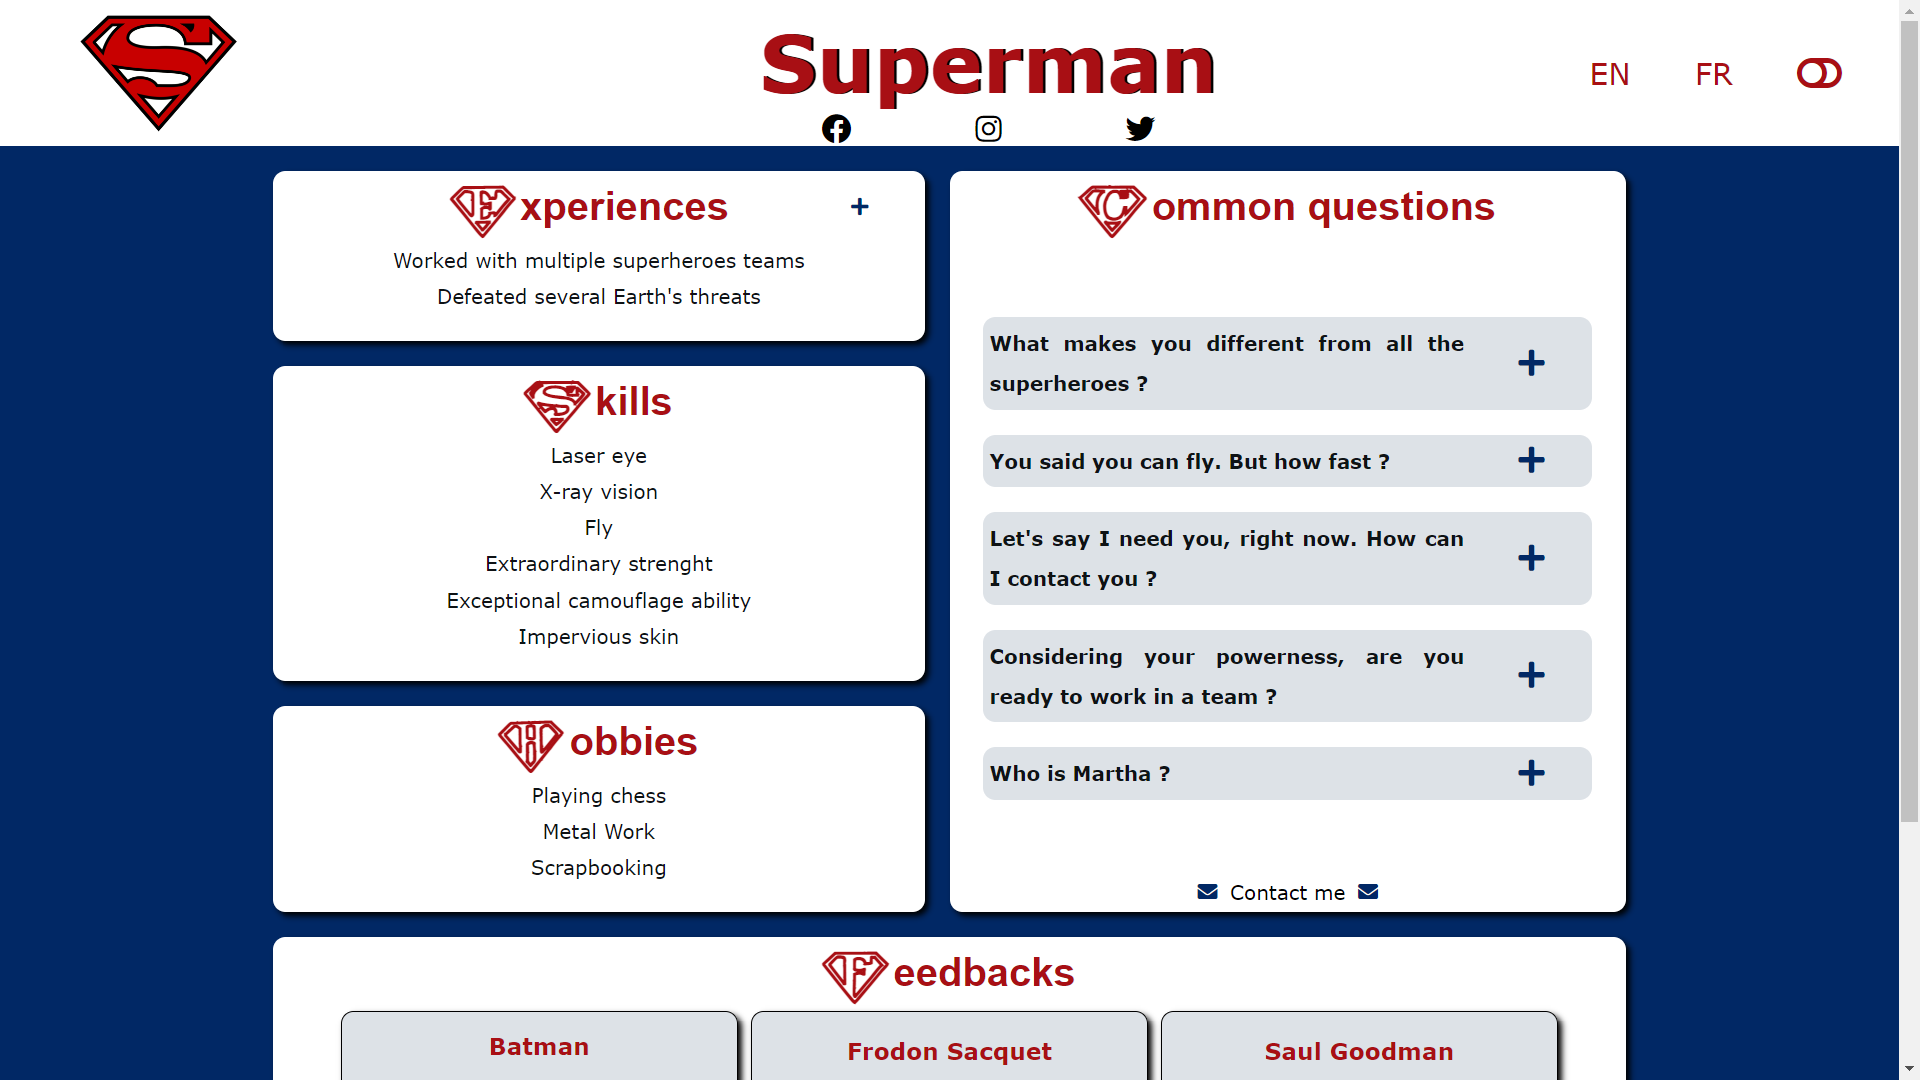 Superman
EN FR
Experiences
Worked with multiple superheroes teams
Defeated several Earth's threats
Skills
Laser eye
X-ray vision
Fly
Extraordinary strenght
Exceptional camouflage ability
Impervious skin
Hobbies
Playing chess
Metal Work
Scrapbooking
Common questions
What makes you different from all the
superheroes ?
You said you can fly. But how fast ?
Let's say I need you, right now. How can
I contact you ?
Considering your powerness, are you
ready to work in a team ?
Who is Martha ?
Contact me
Feedbacks
Batman
Frodon Sacquet
Saul Goodman